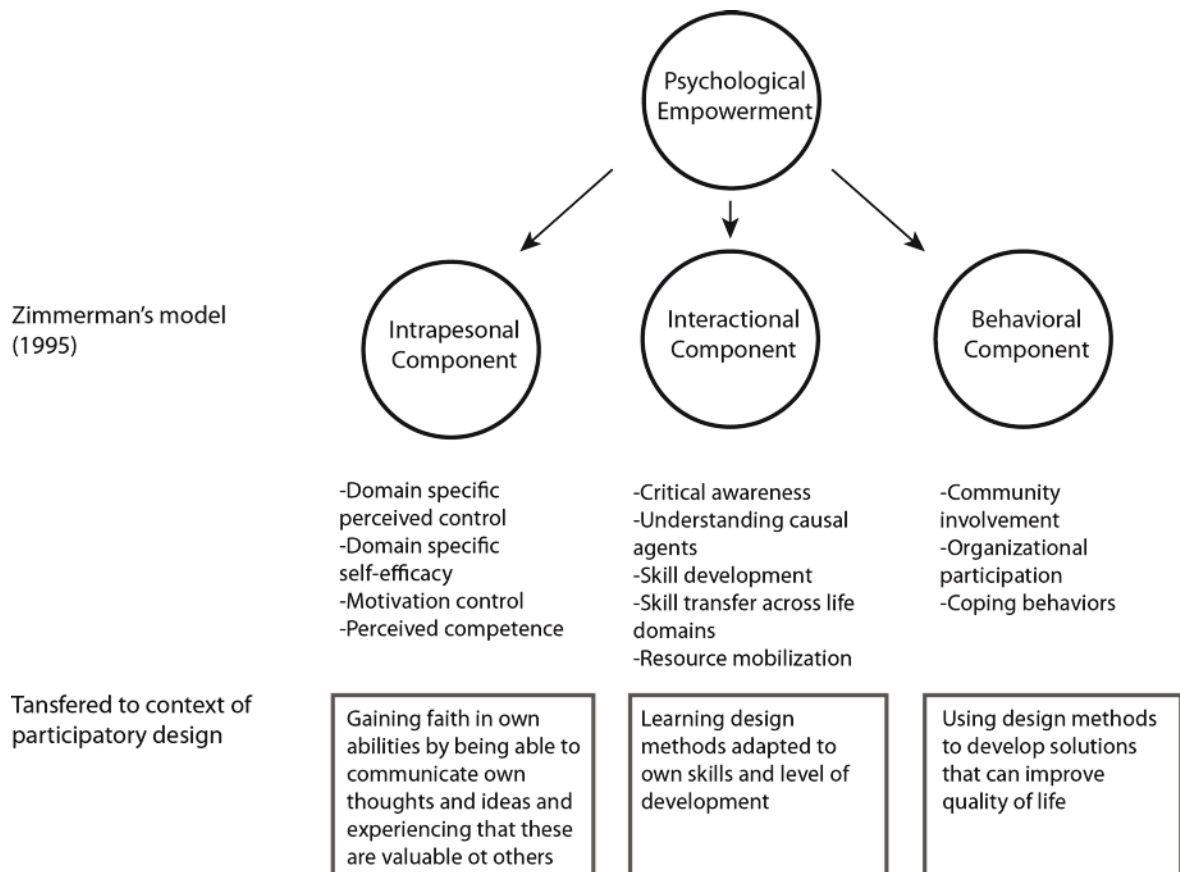 Psychological
Empowerment
Zimmerman's model
(1995)
Intrapesonal
Component
Interactional
Component
Behavioral
Component
-Domain specific
perceived control
-Domain specific
self-efficacy
-Motivation control
-Perceived competence
-Critical awareness
-Understanding causal
agents
-Skill development
-Skill transfer across life
domains
-Resource mobilization
-Community
involvement
-Organizational
participation
-Coping behaviors
Tansfered to context of
participatory design
Gaining faith in own
abilities by being able to
communicate own
thoughts and ideas and
experiencing that these
are valuable ot others
Learning design
methods adapted to
own skills and level of
development
Using design methods
to develop solutions
that can improve
quality of life